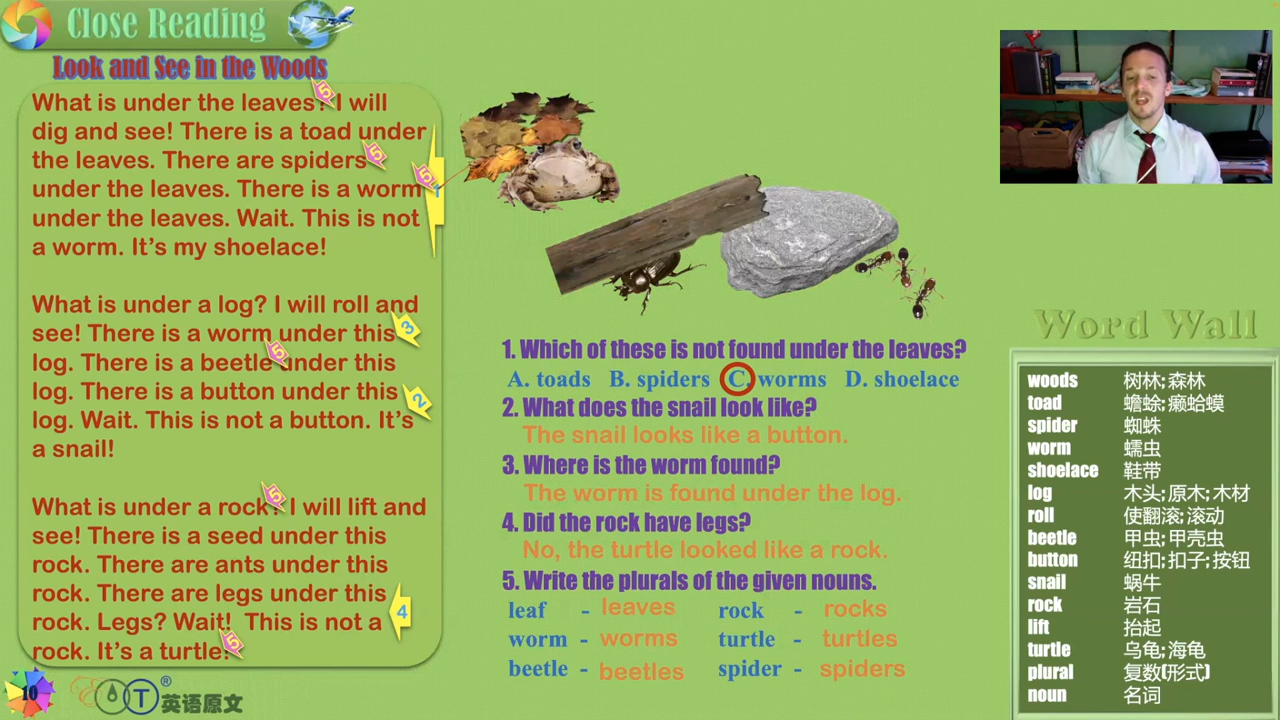 Close Reading
Look and See in the Woods
What is under the leaves? I will
dig and see! There is a toad under
the leaves. There are spiders
under the leaves. There is a worm
under the leaves. Wait. This is not
a worm. It's my shoelace!
What is under a log? I will roll and
see! There is a worm under this
log. There is a beetle under this
log. There is a button under this
log. Wait. This is not a button. It's
a snail!
What is under a rock? I will lift and
see! There is a seed under this
rock. There are ants under this
rock. There are legs under this
rock. Legs? Wait! This is not a
rock. It's a turtle!
5
5
5
1
3
5
2
5
4
5
10
T®
英语原文
1. Which of these is not found under the leaves?
A. toads B. spiders C. worms D. shoelace
2. What does the snail look like?
The snail looks like a button.
3. Where is the worm found?
The worm is found under the log.
4. Did the rock have legs?
No, the turtle looked like a rock.
5. Write the plurals of the given nouns.
leaf - leaves rock - rocks
worm - worms turtle - turtles
beetle - beetles spider - spiders
Word Wall
woods 树林; 森林
toad 蟾蜍; 癞蛤蟆
spider 蜘蛛
worm 蠕虫
shoelace 鞋带
log 木头; 原木; 木材
roll 使翻滚; 滚动
beetle 甲虫; 甲壳虫
button 纽扣; 扣子; 按钮
snail 蜗牛
rock 岩石
lift 抬起
turtle 乌龟; 海龟
plural 复数(形式)
noun 名词